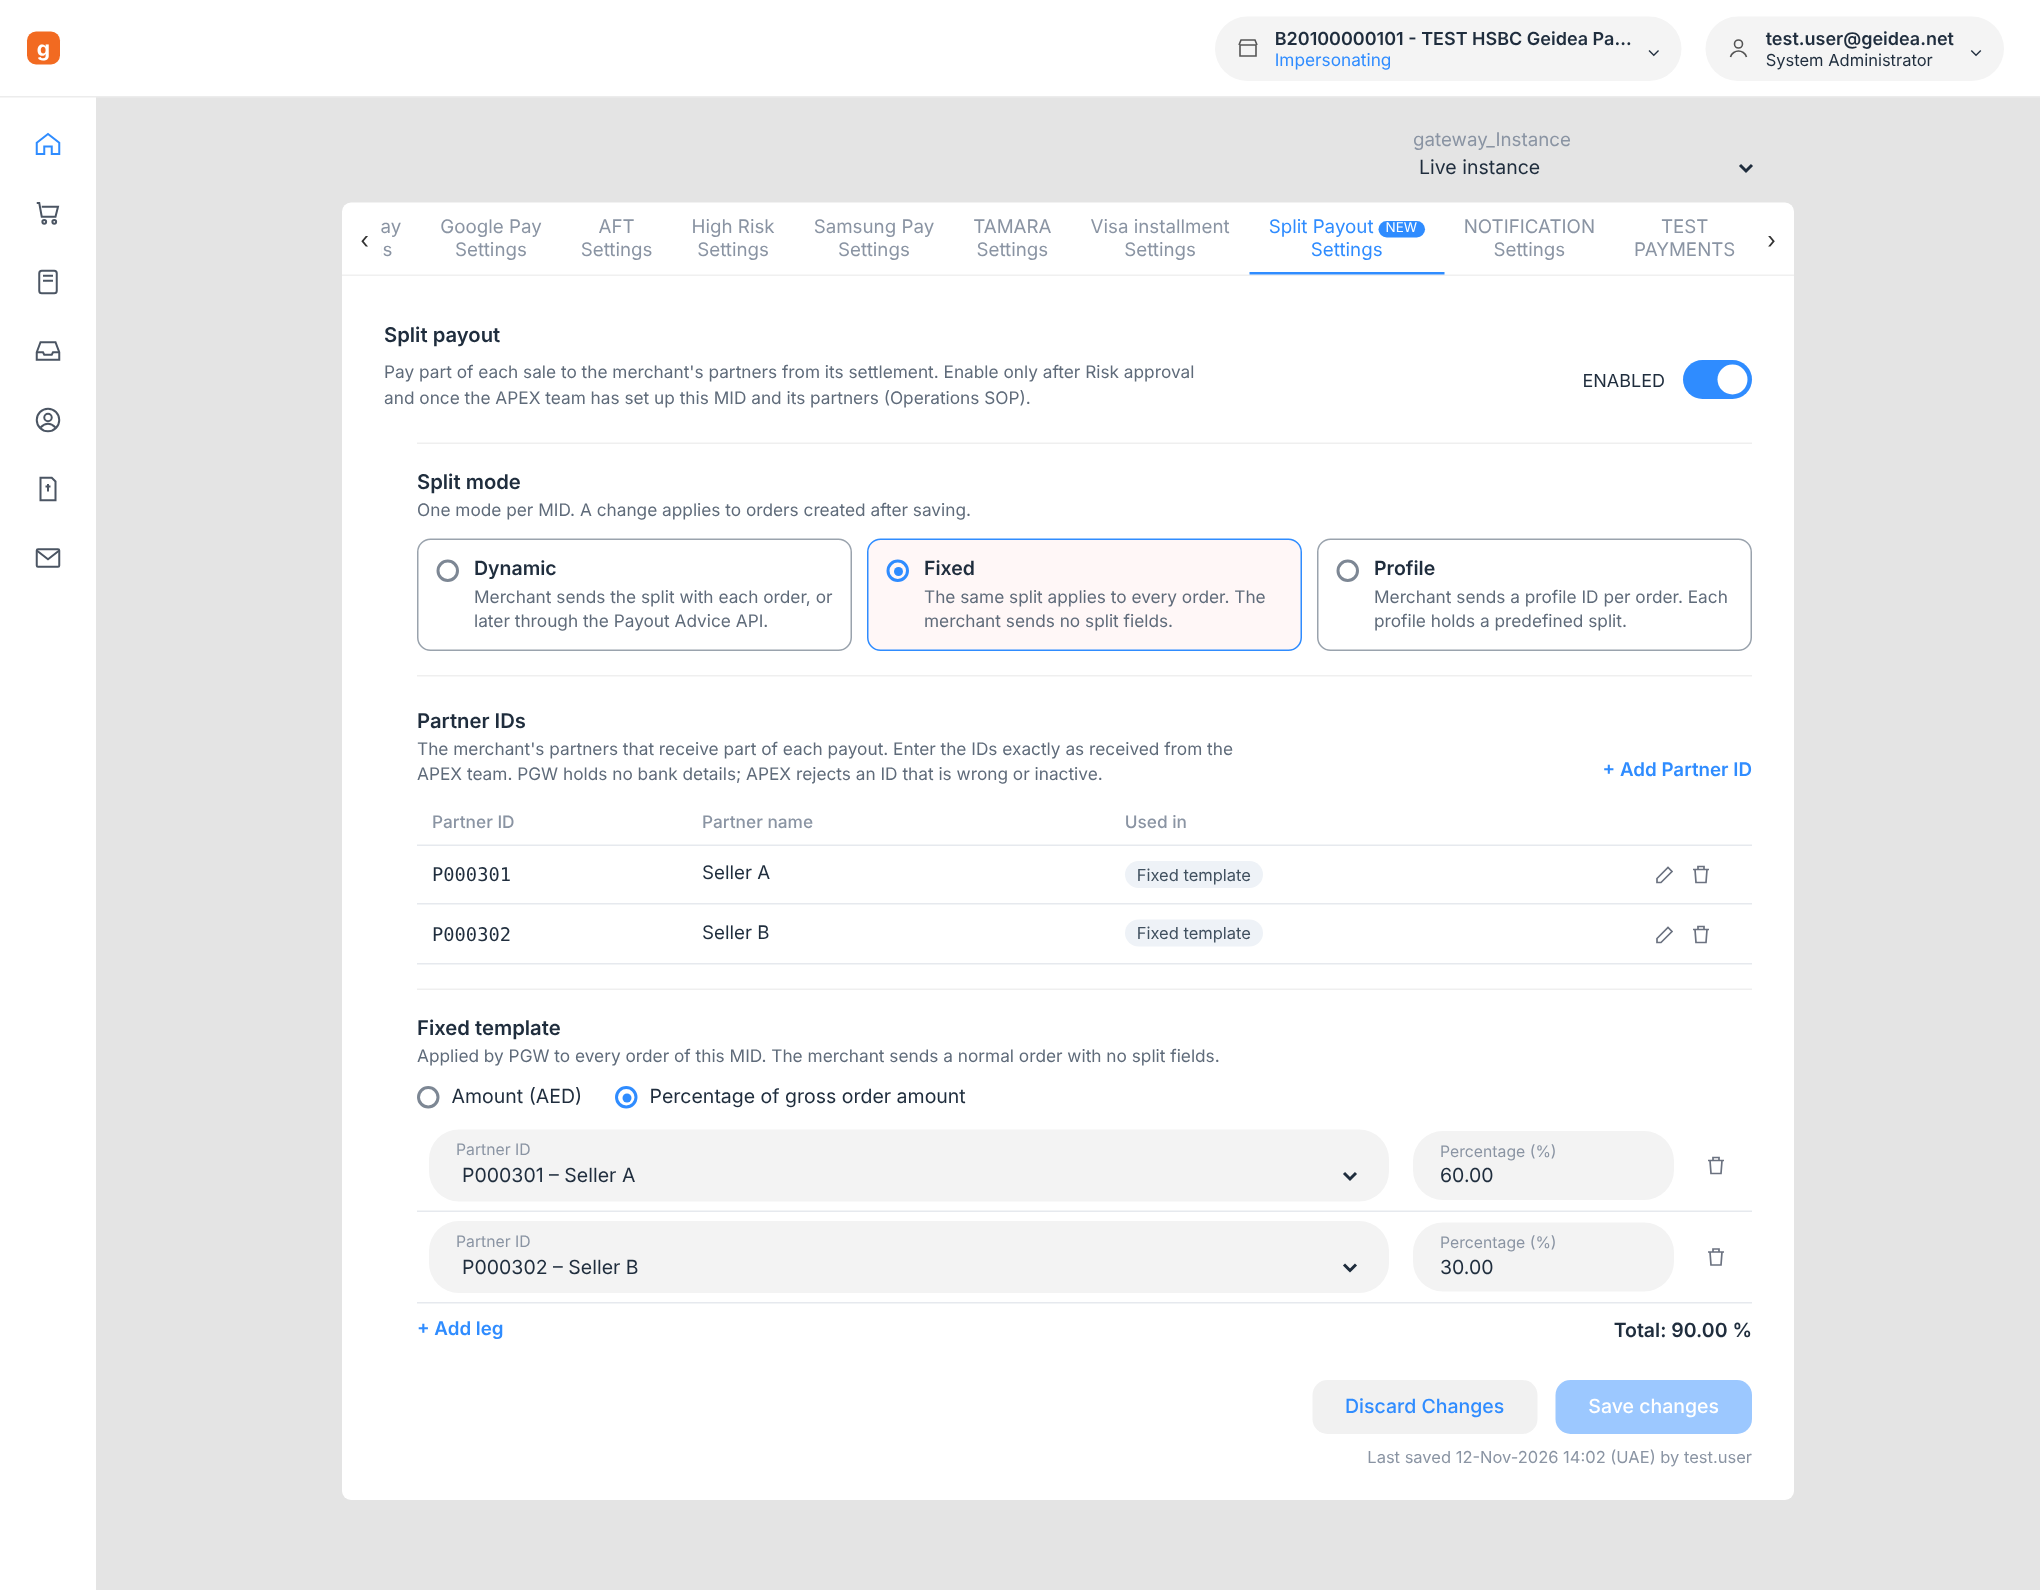 g
B20100000101 - TEST HSBC Geidea Pa...
Impersonating
test.user@geidea.net
System Administrator
gateway_Instance
Live instance
ay
s
Google Pay
Settings
AFT
Settings
High Risk
Settings
Samsung Pay
Settings
TAMARA
Settings
Visa installment
Settings
Split Payout NEW
Settings
NOTIFICATION
Settings
TEST
PAYMENTS
Split payout
Pay part of each sale to the merchant's partners from its settlement. Enable only after Risk approval
and once the APEX team has set up this MID and its partners (Operations SOP).
ENABLED
Split mode
One mode per MID. A change applies to orders created after saving.
Dynamic
Merchant sends the split with each order, or
later through the Payout Advice API.
Fixed
The same split applies to every order. The
merchant sends no split fields.
Profile
Merchant sends a profile ID per order. Each
profile holds a predefined split.
Partner IDs
The merchant's partners that receive part of each payout. Enter the IDs exactly as received from the
APEX team. PGW holds no bank details; APEX rejects an ID that is wrong or inactive.
+ Add Partner ID
Partner ID Partner name Used in
P000301 Seller A Fixed template
P000302 Seller B Fixed template
Fixed template
Applied by PGW to every order of this MID. The merchant sends a normal order with no split fields.
Amount (AED) Percentage of gross order amount
Partner ID
P000301 – Seller A
Percentage (%)
60.00
Partner ID
P000302 – Seller B
Percentage (%)
30.00
+ Add leg
Total: 90.00 %
Discard Changes
Save changes
Last saved 12-Nov-2026 14:02 (UAE) by test.user